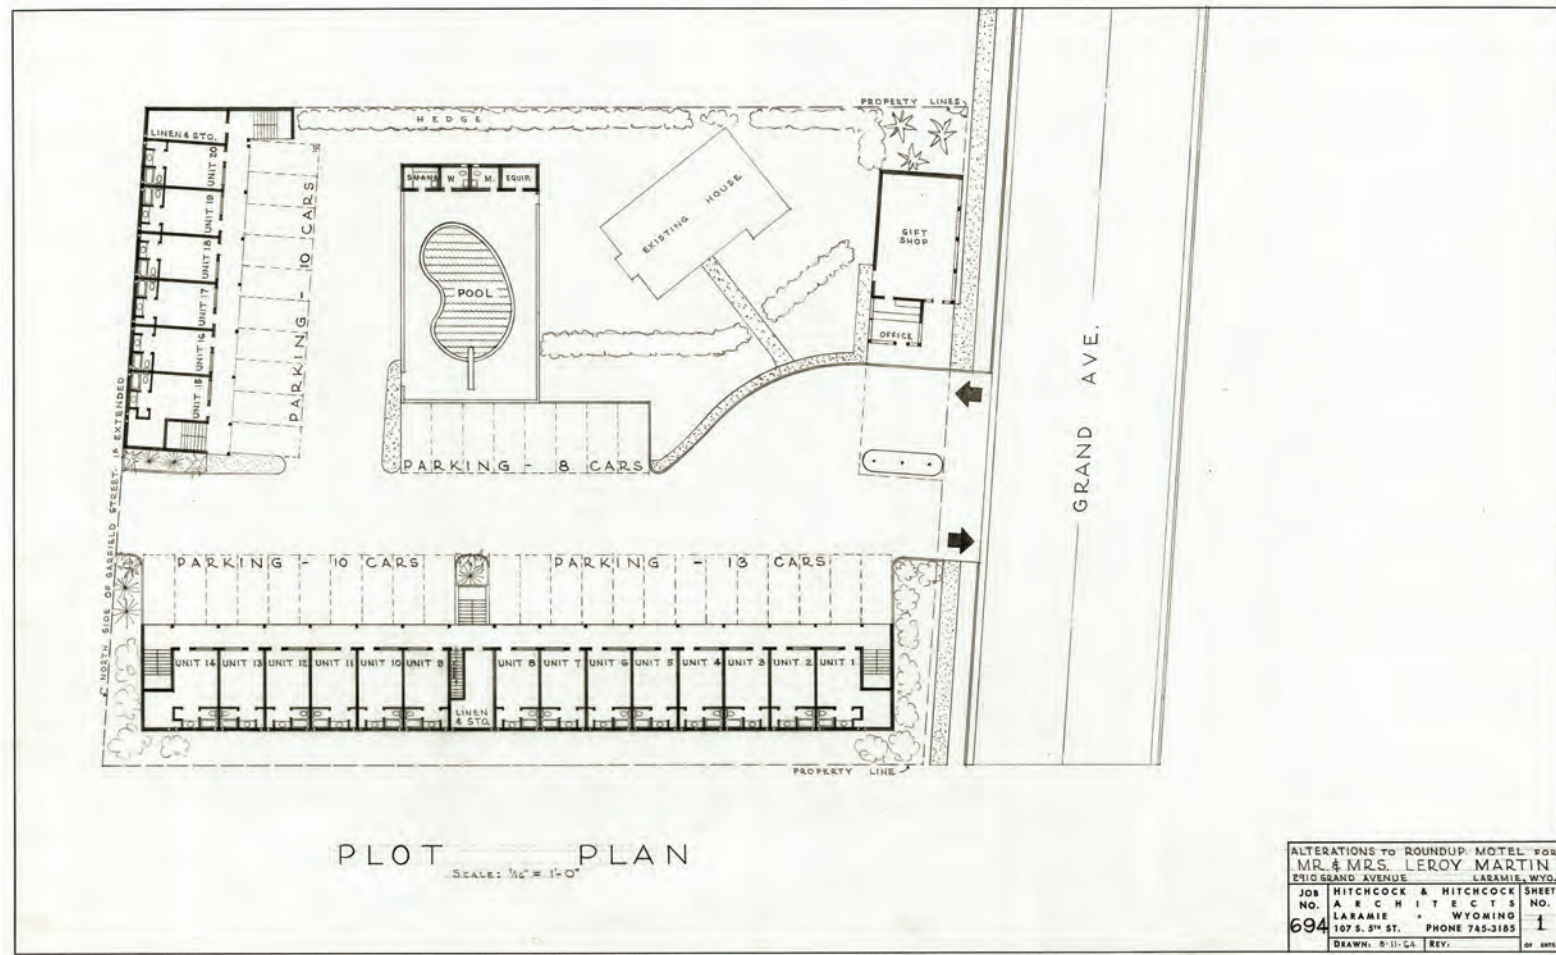 PROPERTY LINES
HEDGE
LINEN & STO.
UNIT 20
UNIT 19
UNIT 18
UNIT 17
UNIT 16
UNIT 15
PARKING - 10 CARS
SUANA
W.
M.
EQUIP.
POOL
EXISTING HOUSE
GIFT
SHOP
OFFICE
GRAND AVE.
PARKING - 8 CARS
NORTH SIDE OF GARFIELD STREET- IF EXTENDED
PARKING - 10 CARS
PARKING - 13 CARS
UNIT 14
UNIT 13
UNIT 12
UNIT 11
UNIT 10
UNIT 9
UNIT 8
UNIT 7
UNIT 6
UNIT 5
UNIT 4
UNIT 3
UNIT 2
UNIT 1
LINEN
& STO.
PROPERTY LINE
PLOT PLAN
SCALE: 1/16" = 1'-0"
ALTERATIONS TO ROUNDUP MOTEL FOR
MR. & MRS. LEROY MARTIN
2910 GRAND AVENUE LARAMIE, WYO.
JOB
NO.
694
HITCHCOCK & HITCHCOCK
ARCHITECTS
LARAMIE • WYOMING
107 S. 5TH ST. PHONE 745-3185
DRAWN: 8-11-64 REV:
SHEET
NO.
1
OF